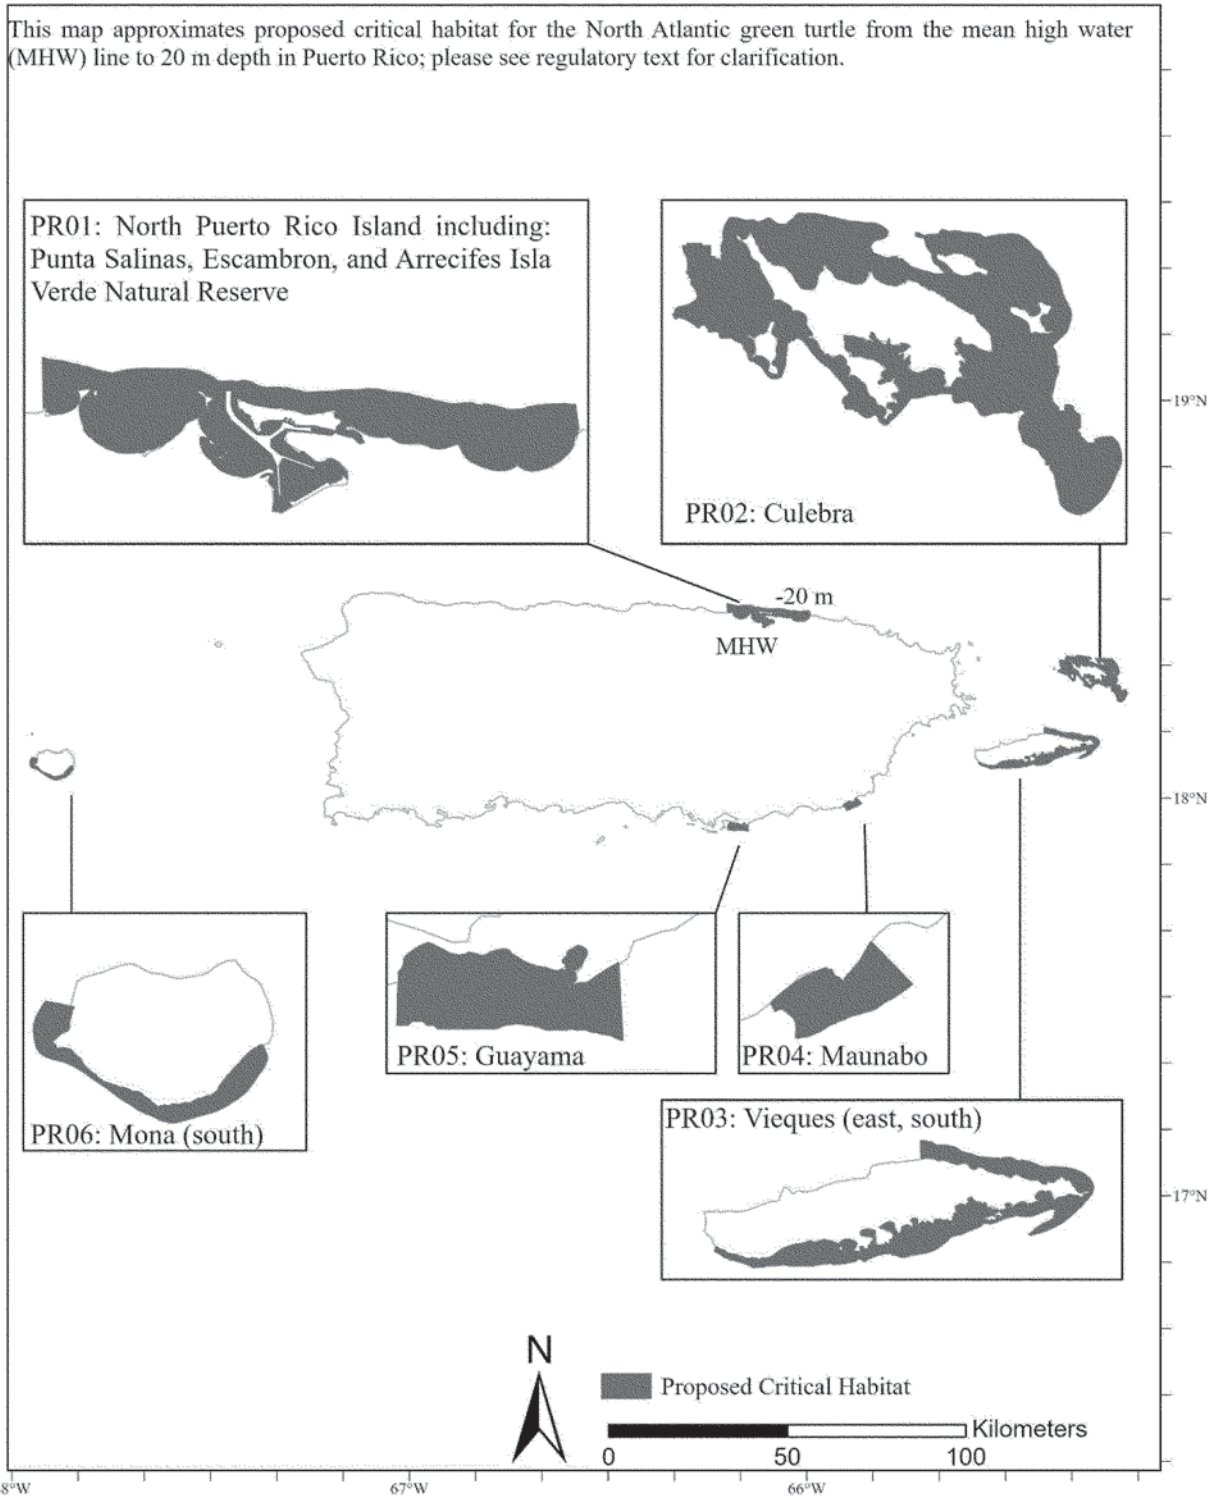 This map approximates proposed critical habitat for the North Atlantic green turtle from the mean high water
(MHW) line to 20 m depth in Puerto Rico; please see regulatory text for clarification.
PR01: North Puerto Rico Island including:
Punta Salinas, Escambron, and Arrecifes Isla
Verde Natural Reserve
PR02: Culebra
19°N
-20 m
MHW
18°N
PR05: Guayama
PR04: Maunabo
PR06: Mona (south)
PR03: Vieques (east, south)
17°N
N
Proposed Critical Habitat
Kilometers
0 50 100
8°W 67°W 66°W